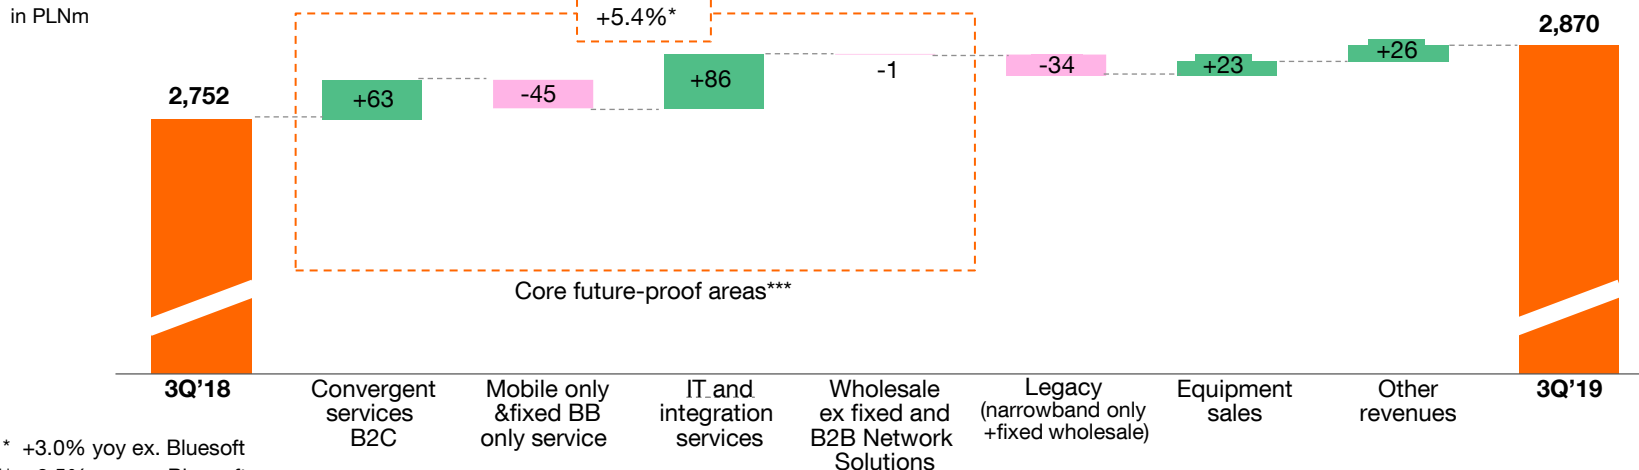 in PLNm
+5.4%*
2,752
+63
-45
+86
-1
-34
+23
+26
2,870
Core future-proof areas***
3Q'18
Convergent
services
B2C
Mobile only
&fixed BB
only service
IT and
integration
services
Wholesale
ex fixed and
B2B Network
Solutions
Legacy
(narrowband only
+fixed wholesale)
Equipment
sales
Other
revenues
3Q'19
* +3.0% yoy ex. Bluesoft